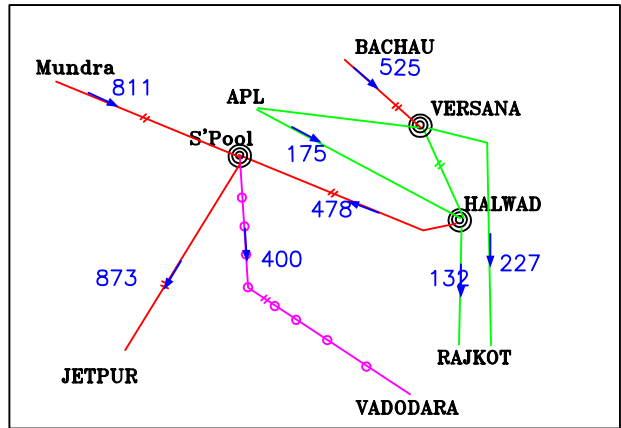 BACHAU
Mundra
525
811
APL
VERSANA
S'Pool
175
HALWAD
478
400
227
873
132
RAJKOT
JETPUR
VADODARA